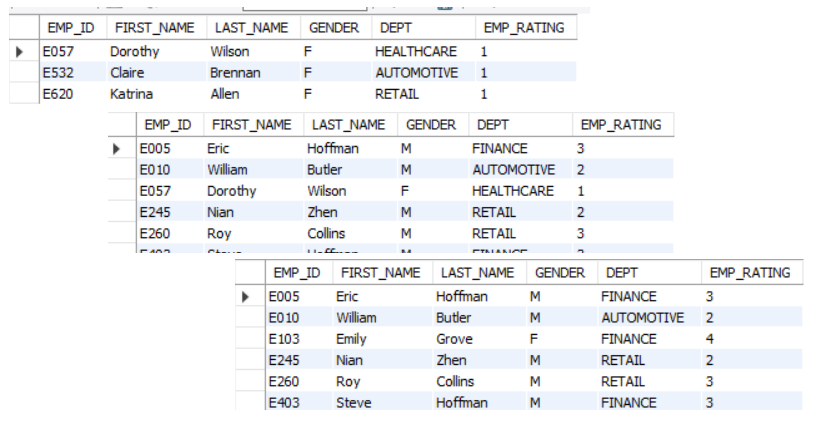 EMP_ID FIRST_NAME LAST_NAME GENDER DEPT EMP_RATING
E057 Dorothy Wilson F HEALTHCARE 1
E532 Claire Brennan F AUTOMOTIVE 1
E620 Katrina Allen F RETAIL 1
EMP_ID FIRST_NAME LAST_NAME GENDER DEPT EMP_RATING
E005 Eric Hoffman M FINANCE 3
E010 William Butler M AUTOMOTIVE 2
E057 Dorothy Wilson F HEALTHCARE 1
E245 Nian Zhen M RETAIL 2
E260 Roy Collins M RETAIL 3
EMP_ID FIRST_NAME LAST_NAME GENDER DEPT EMP_RATING
E005 Eric Hoffman M FINANCE 3
E010 William Butler M AUTOMOTIVE 2
E103 Emily Grove F FINANCE 4
E245 Nian Zhen M RETAIL 2
E260 Roy Collins M RETAIL 3
E403 Steve Hoffman M FINANCE 3